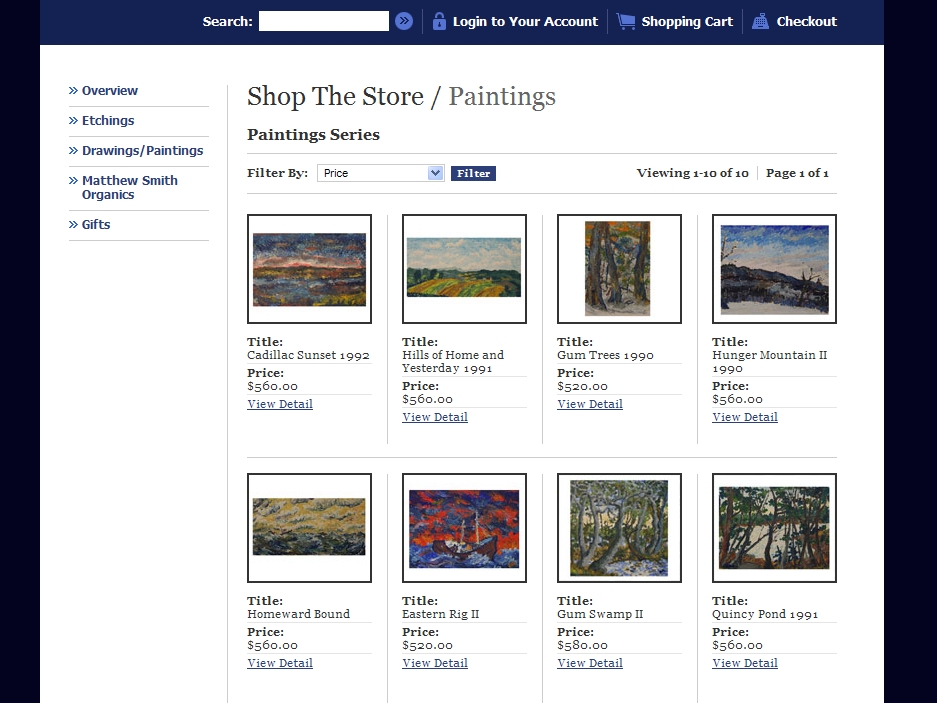 Search: Login to Your Account Shopping Cart Checkout
Overview
Etchings
Drawings/Paintings
Matthew Smith
Organics
Gifts
Shop The Store / Paintings
Paintings Series
Filter By: Price Filter Viewing 1-10 of 10 Page 1 of 1
Title:
Cadillac Sunset 1992
Price:
$560.00
View Detail
Title:
Hills of Home and
Yesterday 1991
Price:
$560.00
View Detail
Title:
Gum Trees 1990
Price:
$520.00
View Detail
Title:
Hunger Mountain II
1990
Price:
$560.00
View Detail
Title:
Homeward Bound
Price:
$560.00
View Detail
Title:
Eastern Rig II
Price:
$520.00
View Detail
Title:
Gum Swamp II
Price:
$580.00
View Detail
Title:
Quincy Pond 1991
Price:
$560.00
View Detail